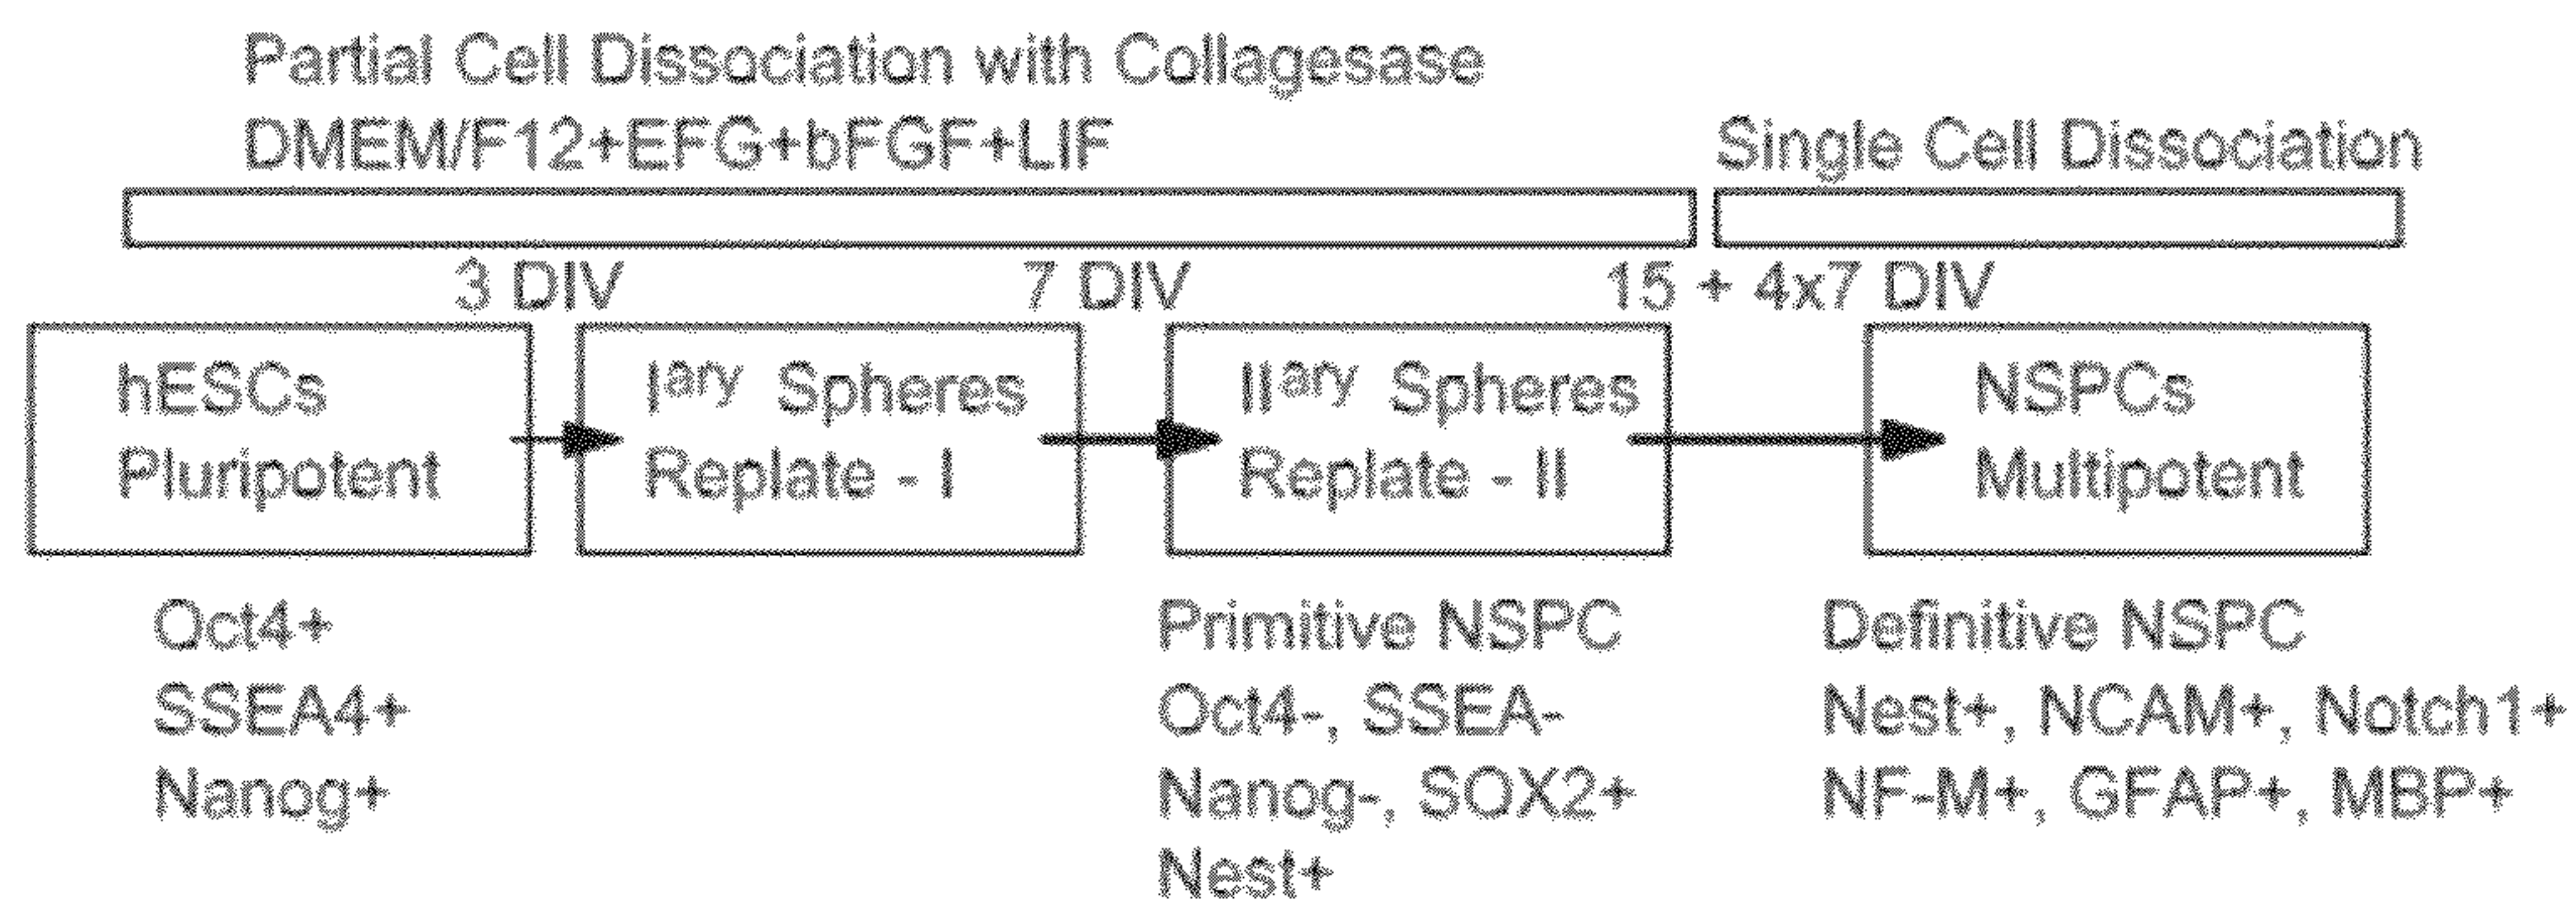 Partial Cell Dissociation with Collagesase
DMEM/F12+EFG+bFGF+LIF
Single Cell Dissociation
3 DIV
7 DIV
15 + 4x7 DIV
hESCs
Pluripotent
Iary Spheres
Replate - I
IIary Spheres
Replate - II
NSPCs
Multipotent
Oct4+
SSEA4+
Nanog+
Primitive NSPC
Oct4-, SSEA-
Nanog-, SOX2+
Nest+
Definitive NSPC
Nest+, NCAM+, Notch1+
NF-M+, GFAP+, MBP+